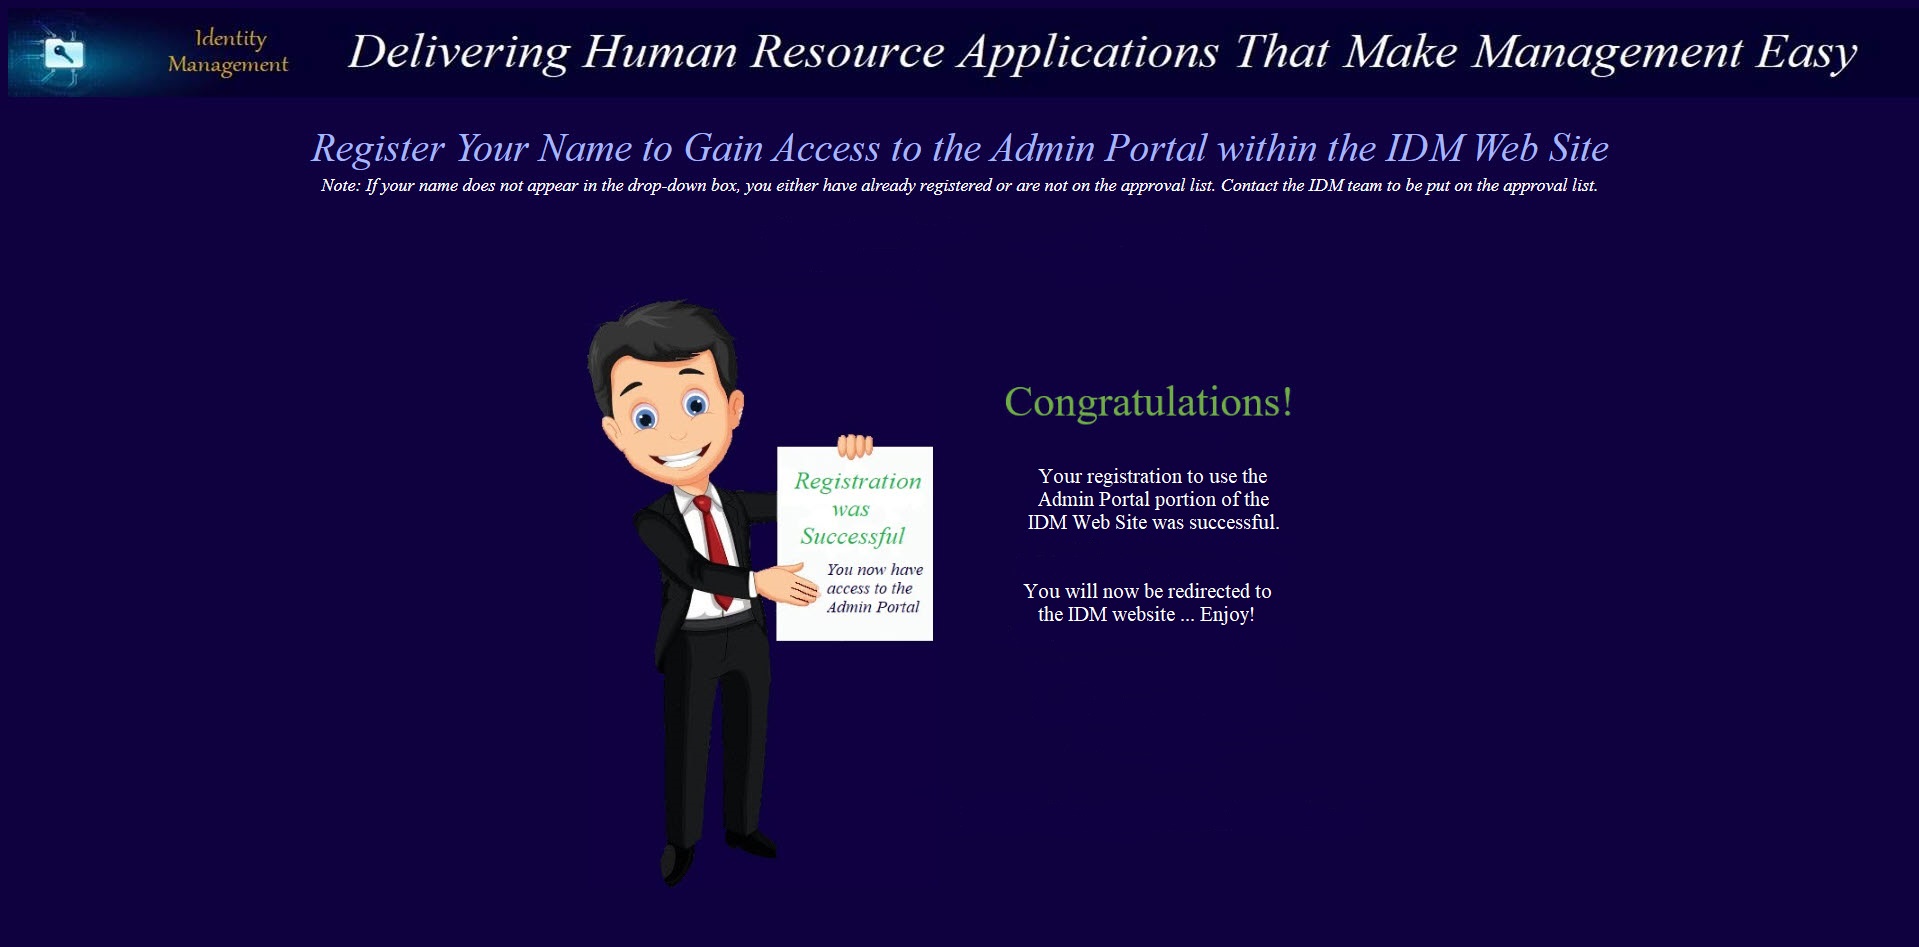 Identity
Management
Delivering Human Resource Applications That Make Management Easy
Register Your Name to Gain Access to the Admin Portal within the IDM Web Site
Note: If your name does not appear in the drop-down box, you either have already registered or are not on the approval list. Contact the IDM team to be put on the approval list.
Registration
was
Successful
You now have
access to the
Admin Portal
Congratulations!
Your registration to use the
Admin Portal portion of the
IDM Web Site was successful.
You will now be redirected to
the IDM website ... Enjoy!